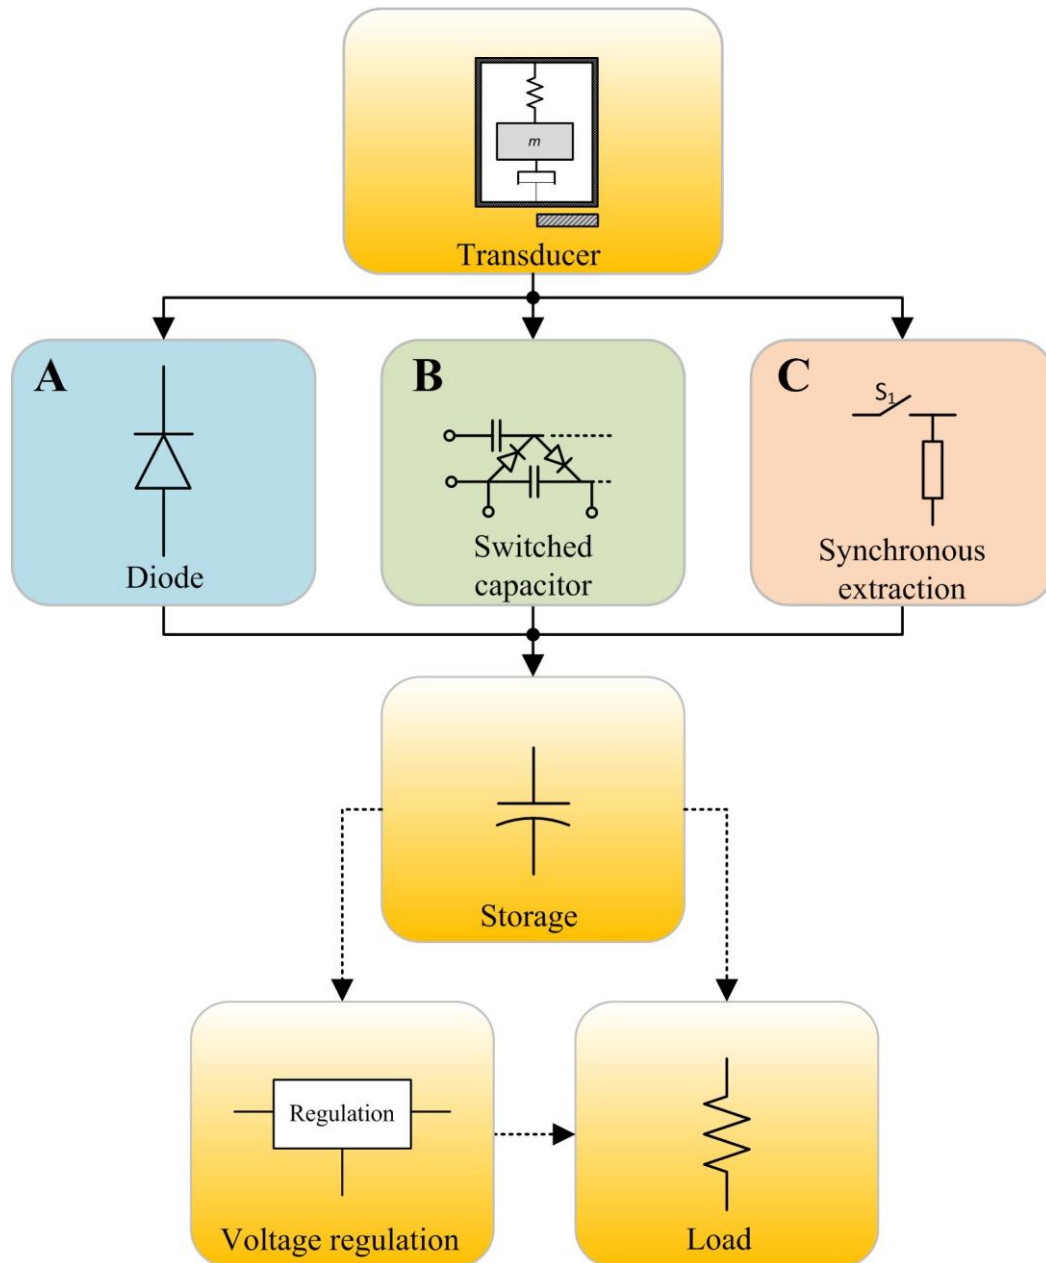 m
Transducer
A
B
C
S₁
Diode
Switched
capacitor
Synchronous
extraction
Storage
Regulation
Voltage regulation
Load